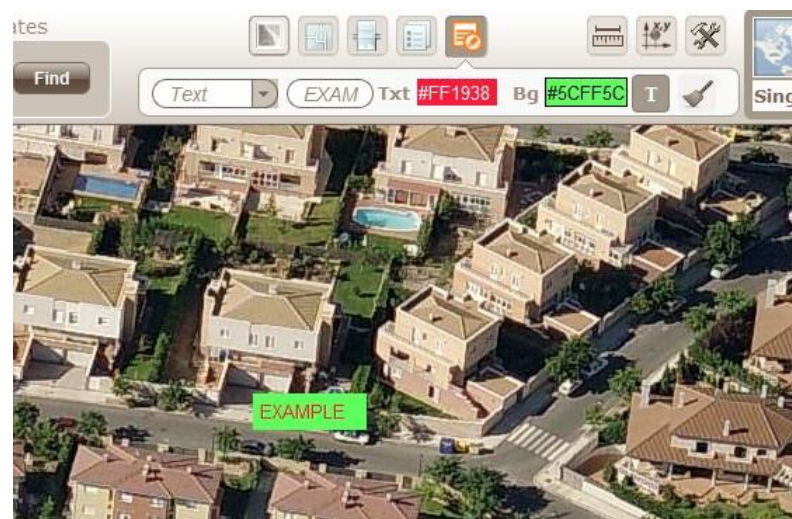 ates
Find
Text
EXAM
Txt #FF1938
Bg #5CFF5C
T
x,y
Sing
EXAMPLE